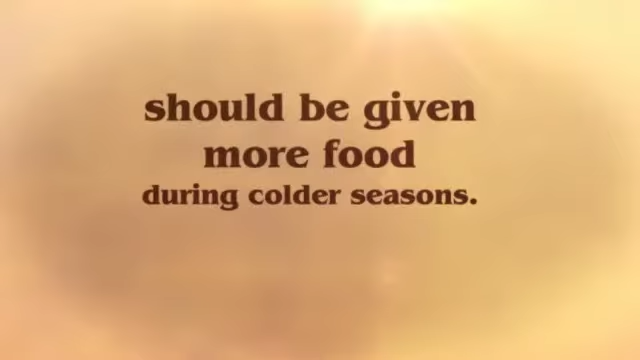 should be given
more food
during colder seasons.